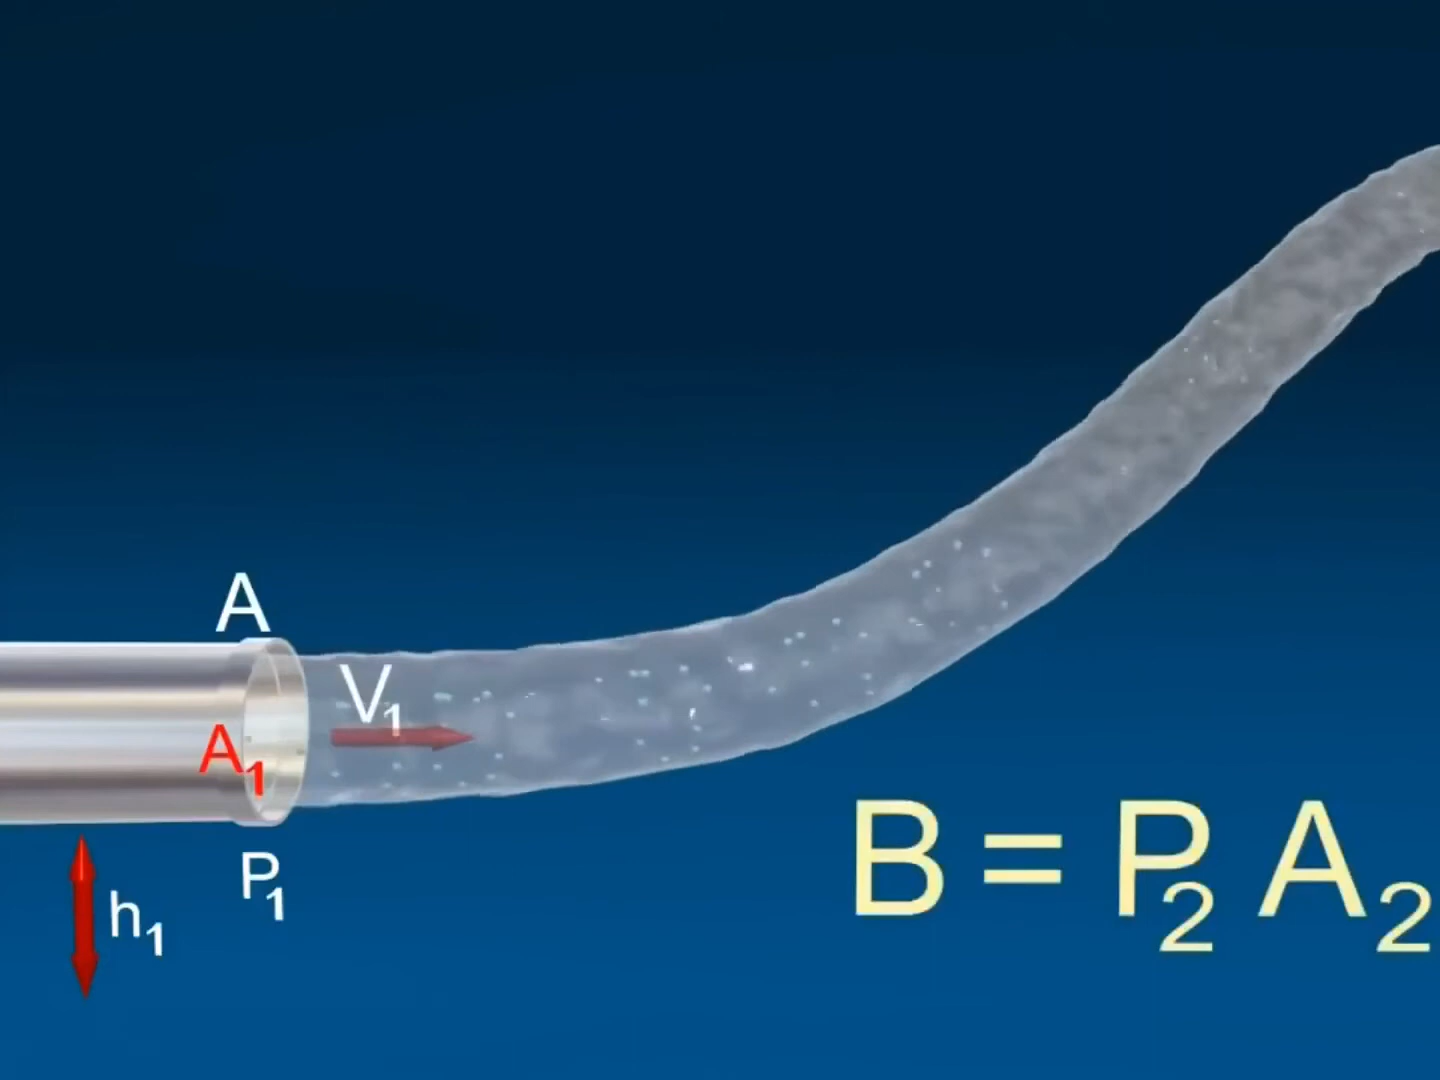 A
V₁
A₁
P₁
h₁
B = P₂ A₂